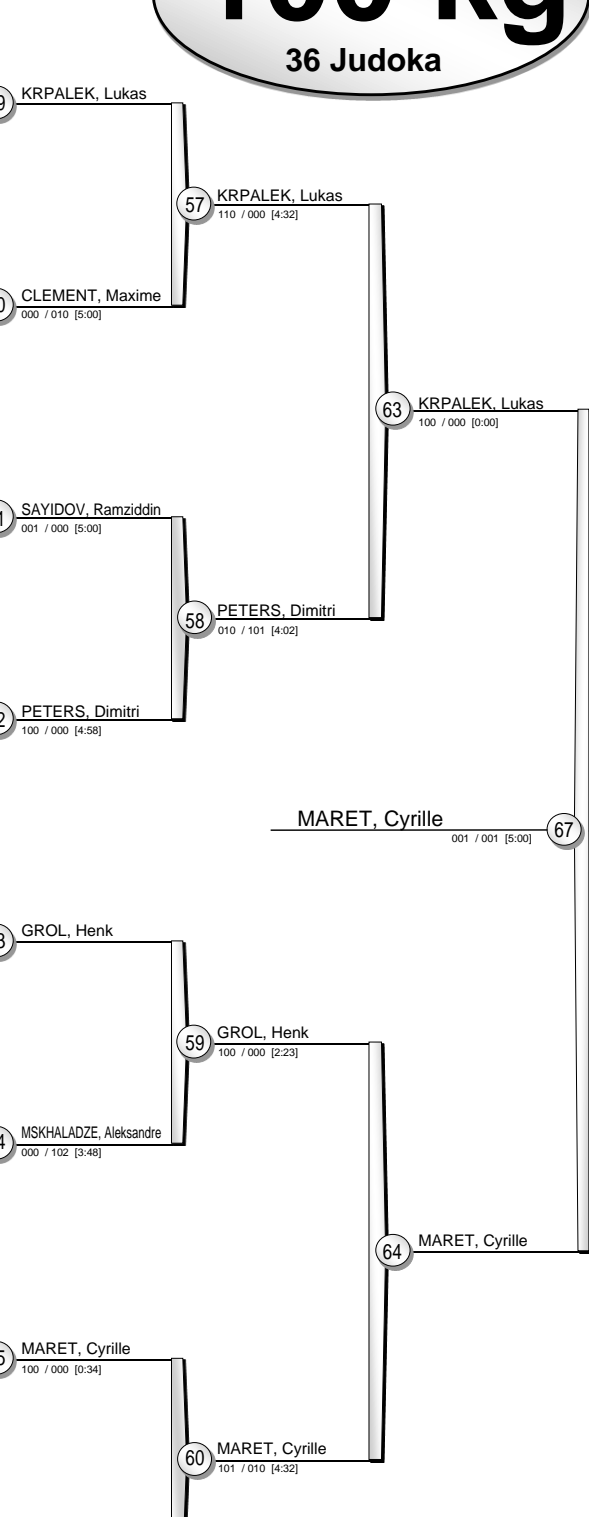 36 Judoka
KRPALEK, Lukas
57
KRPALEK, Lukas
110 / 000 [4:32]
CLEMENT, Maxime
000 / 010 [5:00]
63
KRPALEK, Lukas
100 / 000 [0:00]
SAYIDOV, Ramziddin
001 / 000 [5:00]
58
PETERS, Dimitri
010 / 101 [4:02]
PETERS, Dimitri
100 / 000 [4:58]
MARET, Cyrille
001 / 001 [5:00]
67
GROL, Henk
59
GROL, Henk
100 / 000 [2:23]
MSKHALADZE, Aleksandre
000 / 102 [3:48]
64
MARET, Cyrille
MARET, Cyrille
100 / 000 [0:34]
60
MARET, Cyrille
101 / 010 [4:32]